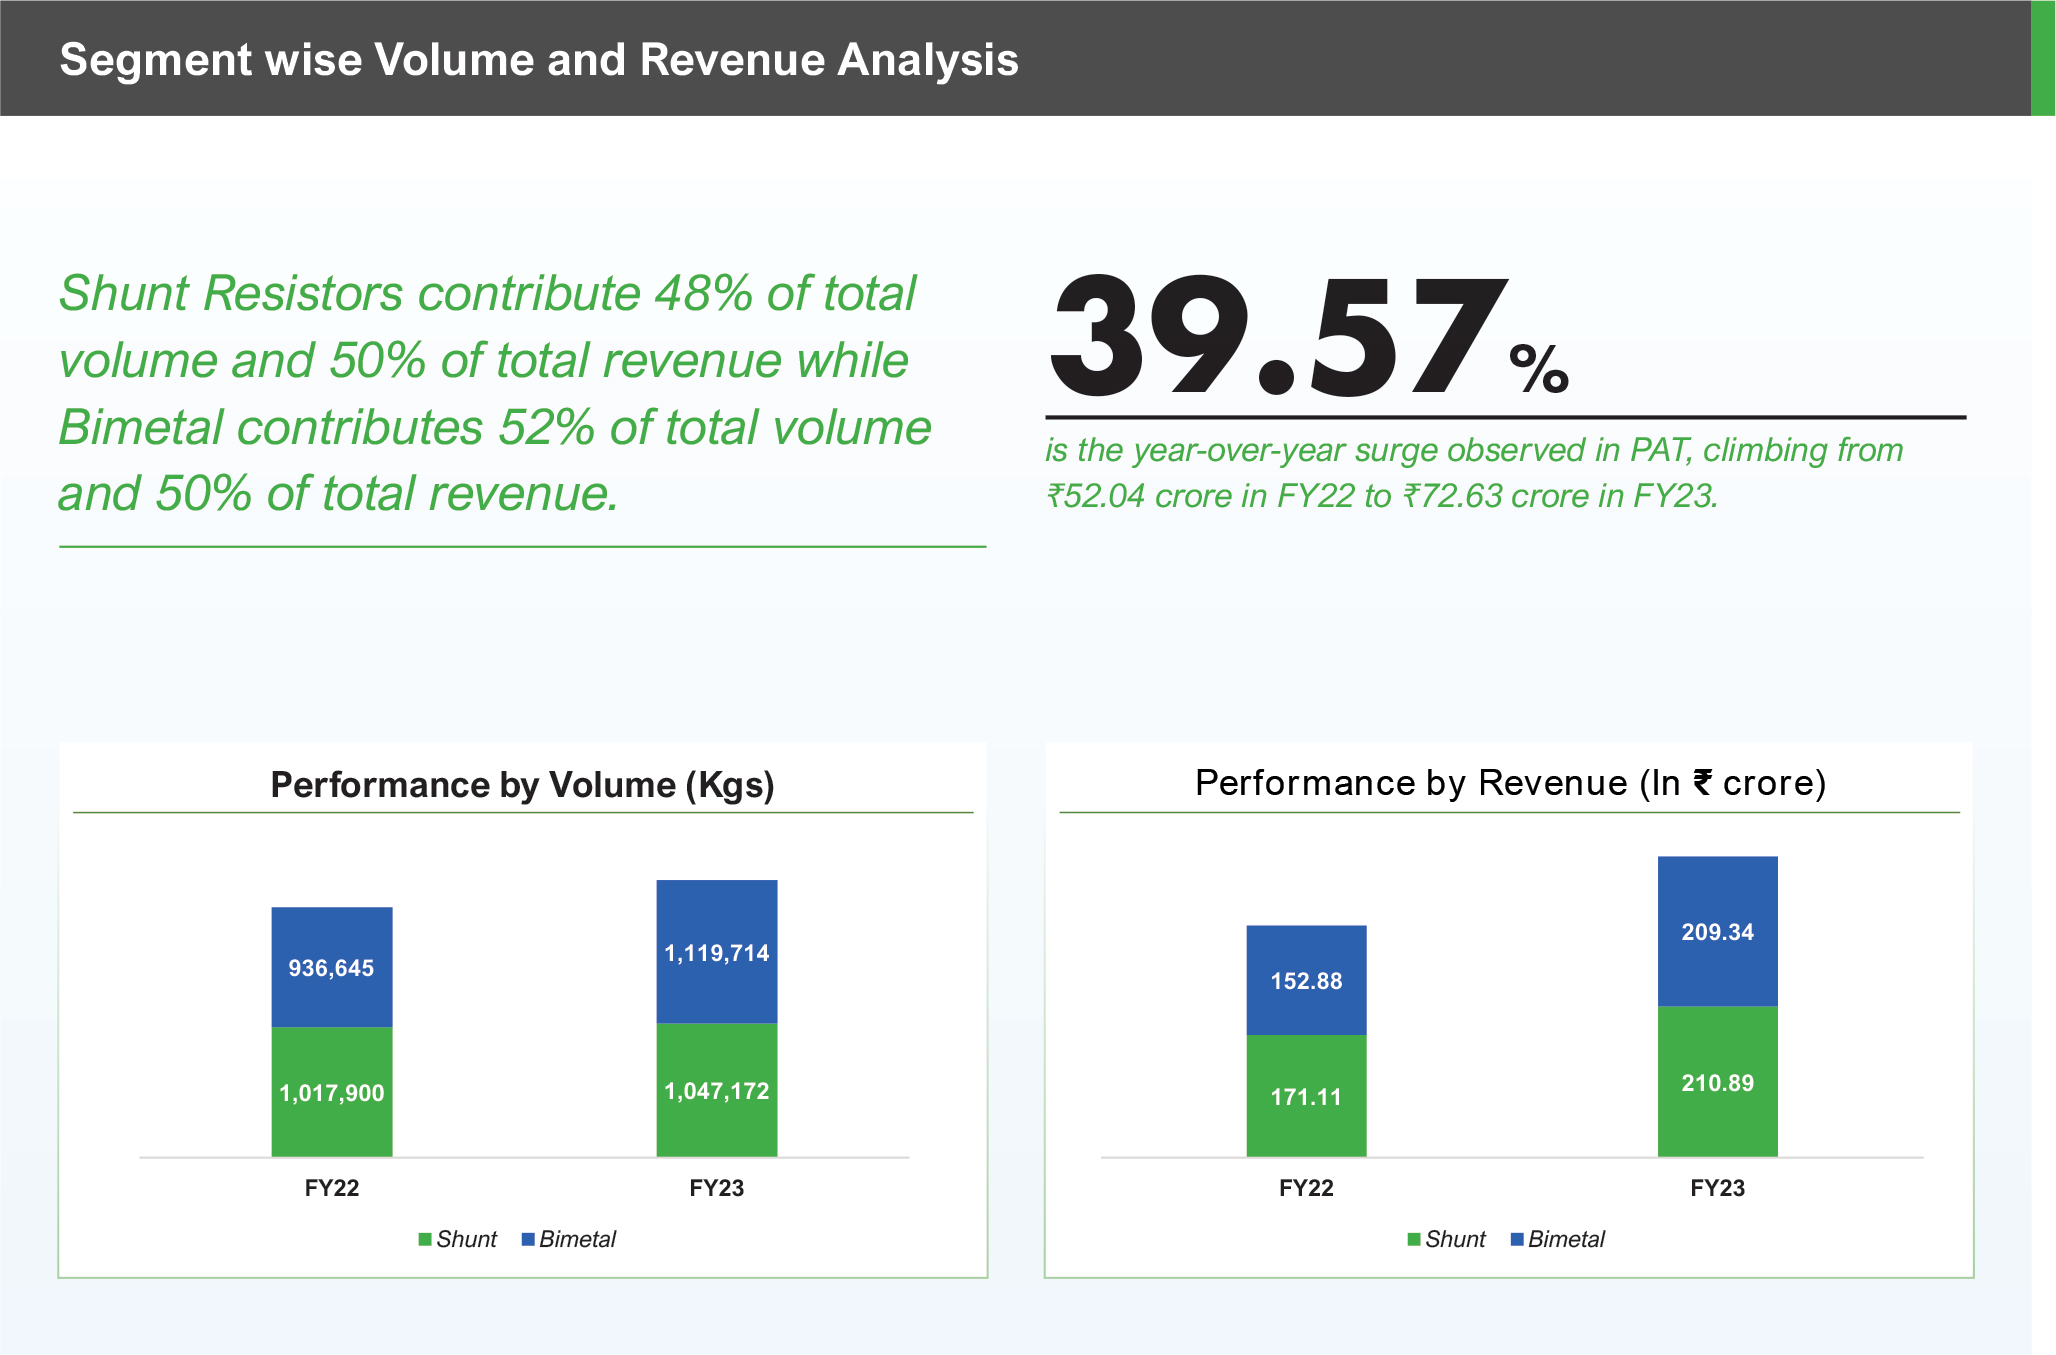 Segment wise Volume and Revenue Analysis
Shunt Resistors contribute 48% of total
volume and 50% of total revenue while
Bimetal contributes 52% of total volume
and 50% of total revenue.
39.57%
is the year-over-year surge observed in PAT, climbing from
₹52.04 crore in FY22 to ₹72.63 crore in FY23.
Performance by Volume (Kgs)
936,645
1,119,714
1,017,900
1,047,172
FY22 FY23
Shunt Bimetal
Performance by Revenue (In ₹ crore)
209.34
152.88
210.89
171.11
FY22 FY23
Shunt Bimetal